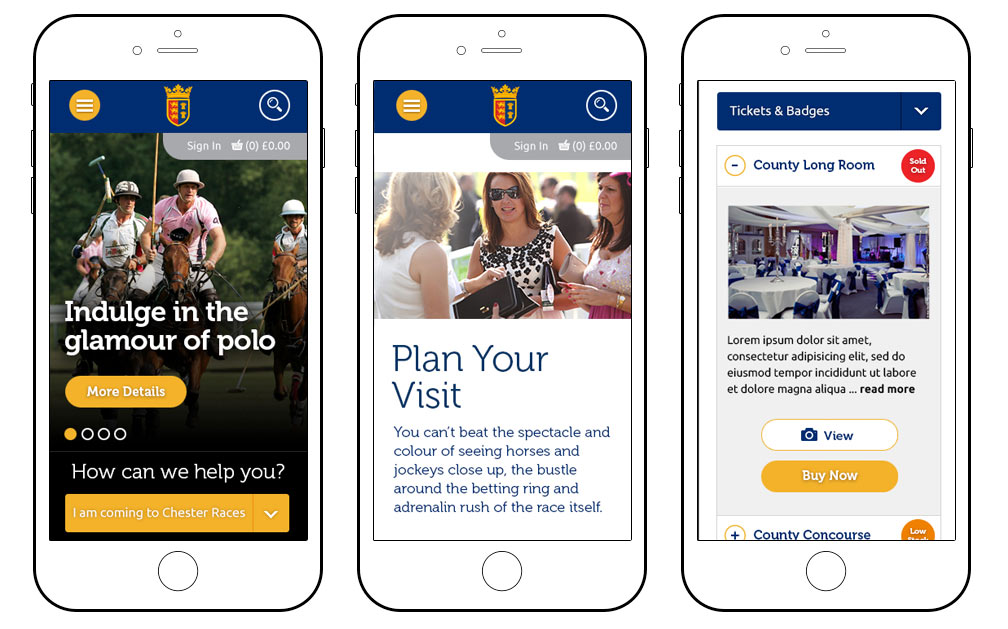 Sign In (0) £0.00
Indulge in the
glamour of polo
More Details
How can we help you?
I am coming to Chester Races
Sign In (0) £0.00
Plan Your
Visit
You can't beat the spectacle and
colour of seeing horses and
jockeys close up, the bustle
around the betting ring and
adrenalin rush of the race itself.
Tickets & Badges
County Long Room
Sold
Out
Lorem ipsum dolor sit amet,
consectetur adipisicing elit, sed do
eiusmod tempor incididunt ut labore
et dolore magna aliqua ... read more
View
Buy Now
County Concourse
Low